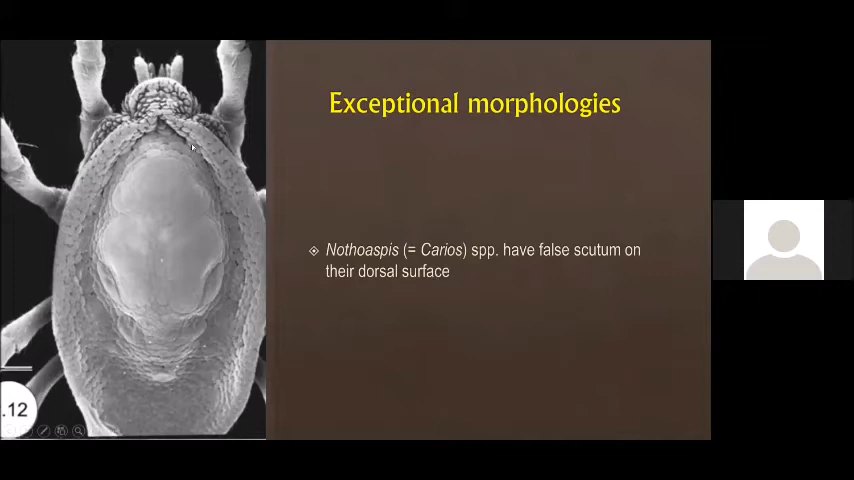 Exceptional morphologies
Nothoaspis (= Carios) spp. have false scutum on
their dorsal surface
.12